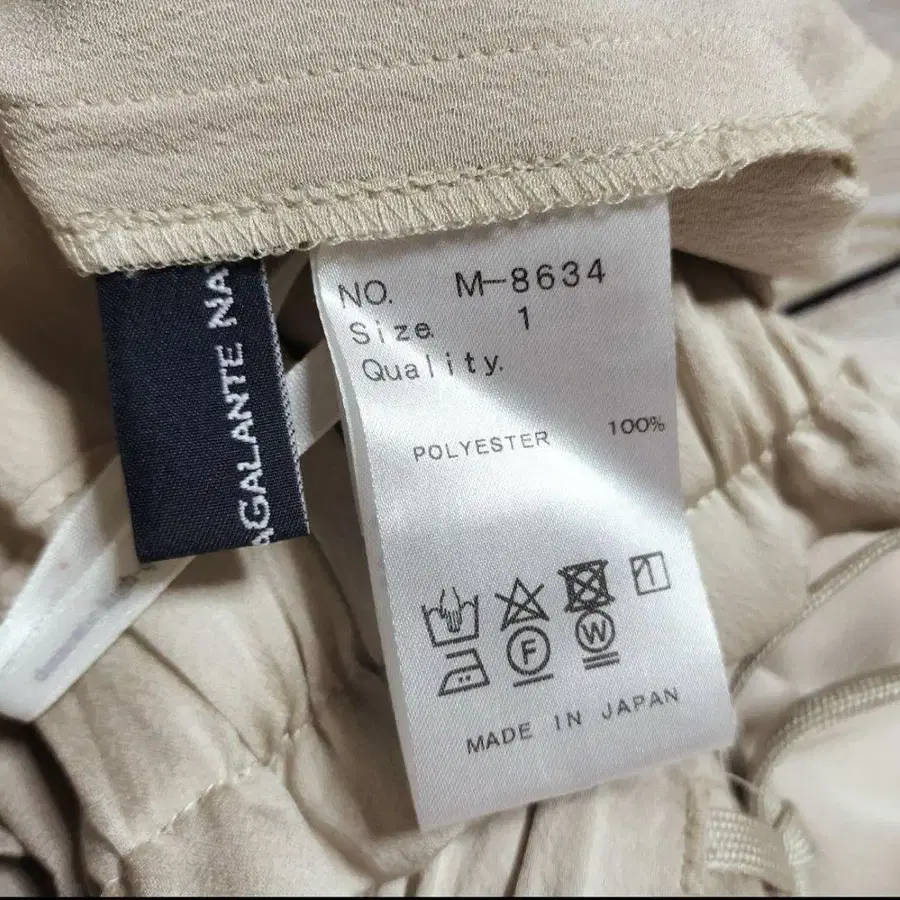 NO. M-8634
Size 1
Quality.
POLYESTER 100%
F
W
MADE IN JAPAN
GALANTE NA